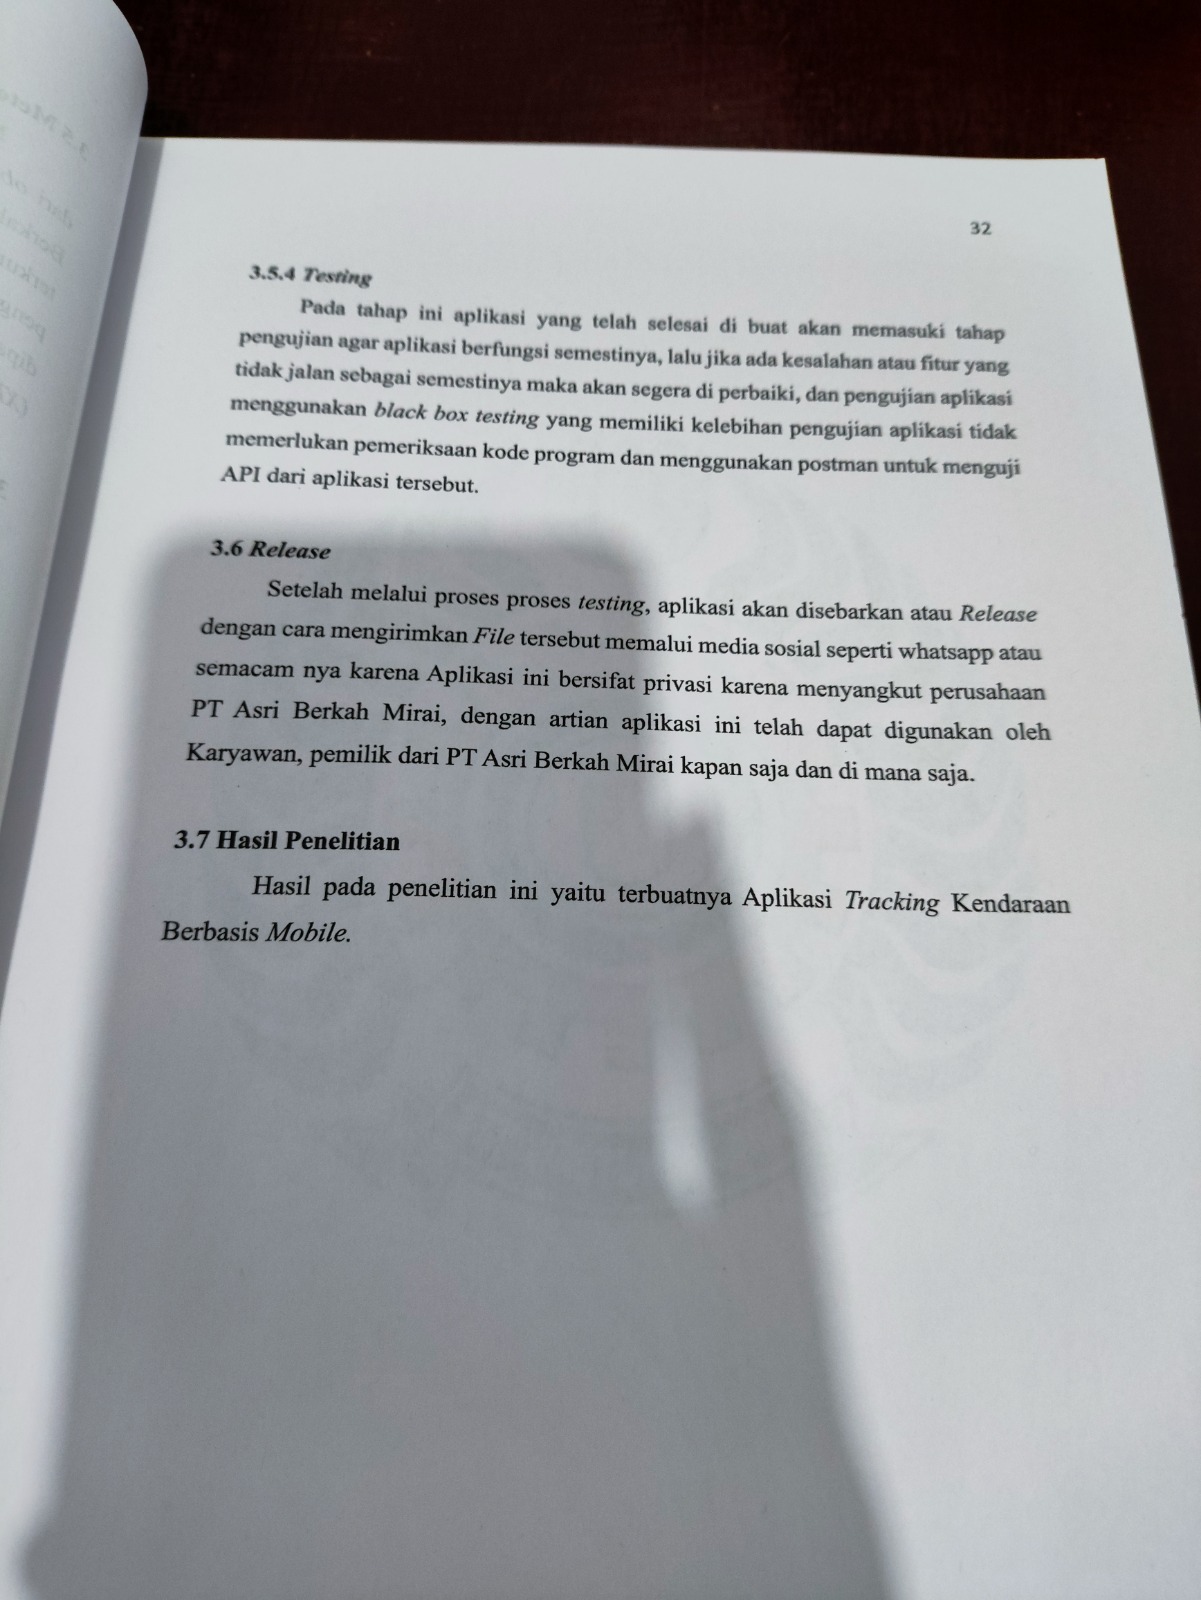 32
3.5.4 Testing
Pada tahap ini aplikasi yang telah selesai di buat akan memasuki tahap
pengujian agar aplikasi berfungsi semestinya, lalu jika ada kesalahan atau fitur yang
tidak jalan sebagai semestinya maka akan segera di perbaiki, dan pengujian aplikasi
menggunakan black box testing yang memiliki kelebihan pengujian aplikasi tidak
memerlukan pemeriksaan kode program dan menggunakan postman untuk menguji
API dari aplikasi tersebut.
3.6 Release
Setelah melalui proses proses testing, aplikasi akan disebarkan atau Release
dengan cara mengirimkan File tersebut memalui media sosial seperti whatsapp atau
semacam nya karena Aplikasi ini bersifat privasi karena menyangkut perusahaan
PT Asri Berkah Mirai, dengan artian aplikasi ini telah dapat digunakan oleh
Karyawan, pemilik dari PT Asri Berkah Mirai kapan saja dan di mana saja.
3.7 Hasil Penelitian
Hasil pada penelitian ini yaitu terbuatnya Aplikasi Tracking Kendaraan
Berbasis Mobile.